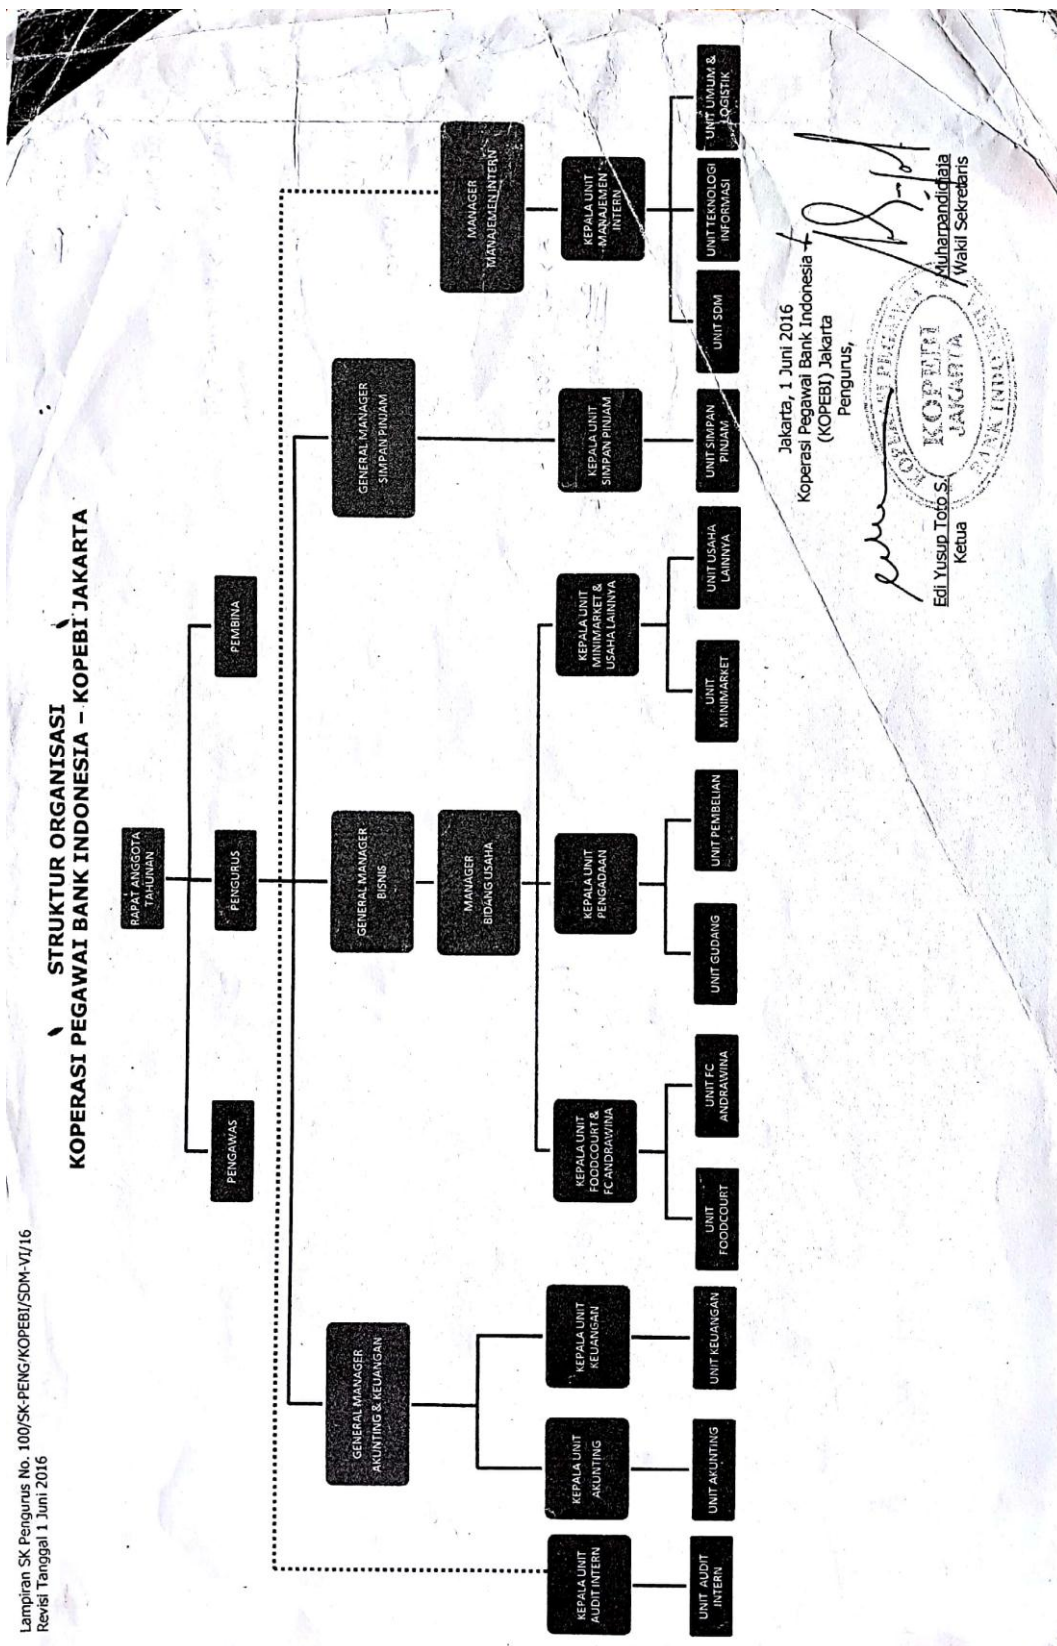 Lampiran SK Pengurus No. 100/SK-PENG/KOPEBI/SDM-VI/16
Revisi Tanggal 1 Juni 2016
STRUKTUR ORGANISASI
KOPERASI PEGAWAI BANK INDONESIA – KOPEBI JAKARTA
RAPAT ANGGOTA
TAHUNAN
PENGAWAS
PENGURUS
PEMBINA
GENERAL MANAGER
AKUNTING & KEUANGAN
GENERAL MANAGER
BISNIS
GENERAL MANAGER
SIMPAN PINJAM
MANAGER
BIDANG USAHA
MANAGER
MANAJEMEN INTERN
KEPALA UNIT
AUDIT INTERN
KEPALA UNIT
AKUNTING
KEPALA UNIT
KEUANGAN
KEPALA UNIT
FOODCOURT &
FC ANDRAWINA
KEPALA UNIT
PENGADAAN
KEPALA UNIT
MINIMARKET &
USAHA LAINNYA
KEPALA UNIT
SIMPAN PINJAM
KEPALA UNIT
MANAJEMEN
INTERN
UNIT AUDIT
INTERN
UNIT AKUNTING
UNIT KEUANGAN
UNIT
FOODCOURT
UNIT FC
ANDRAWINA
UNIT GUDANG
UNIT PEMBELIAN
UNIT
MINIMARKET
UNIT USAHA
LAINNYA
UNIT SIMPAN
PINJAM
UNIT SDM
UNIT TEKNOLOGI
INFORMASI
UNIT UMUM &
LOGISTIK
Jakarta, 1 Juni 2016
Koperasi Pegawai Bank Indonesia
(KOPEBI) Jakarta
Pengurus,
KOPERASI PEGAWAI
KOPEBI
JAKARTA
BANK INDONESIA
Edi Yusup Toto S.
Ketua
Muharpandidjaja
Wakil Sekretaris